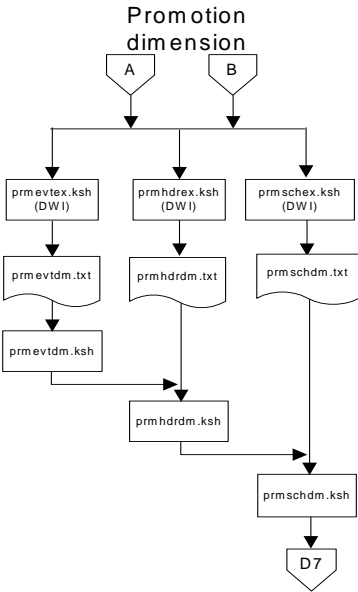 Promotion
dimension
A
B
prmevtex.ksh
(DWI)
prmhdrex.ksh
(DWI)
prmschex.ksh
(DWI)
prmevtdm.txt
prmhdrdm.txt
prmschdm.txt
prmevtdm.ksh
prmhdrdm.ksh
prmschdm.ksh
D7